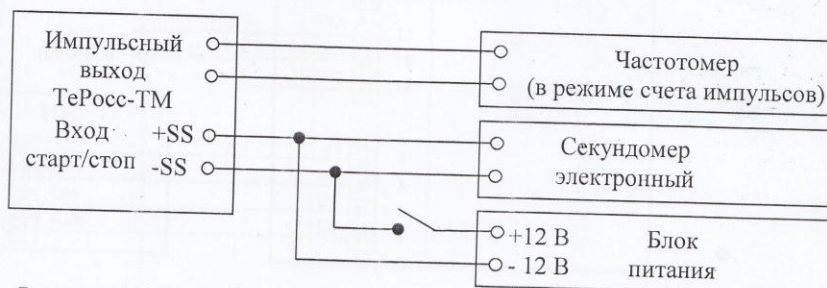 Импульсный
выход
ТеРосс-ТМ
Вход +SS
старт/стоп -SS
Частотомер
(в режиме счета импульсов)
Секундомер
электронный
+12 В Блок
- 12 В питания